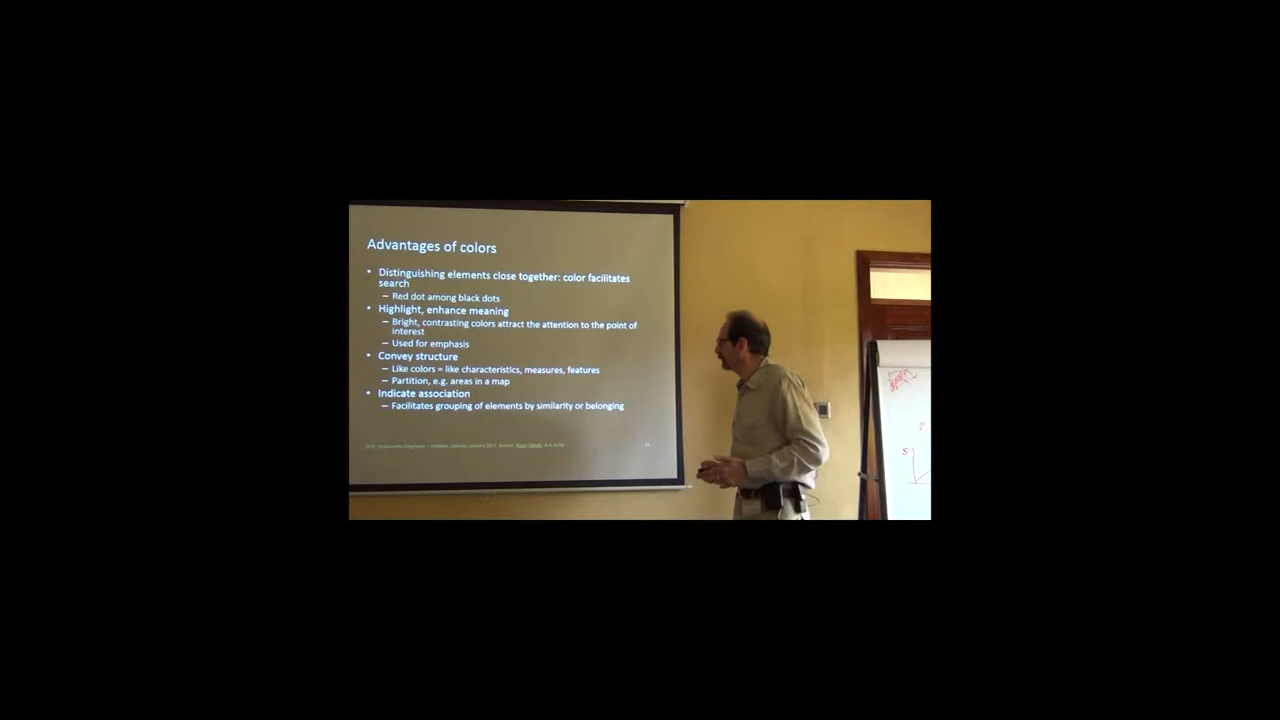 Advantages of colors
• Distinguishing elements close together: color facilitates
search
– Red dot among black dots
• Highlight, enhance meaning
– Bright, contrasting colors attract the attention to the point of
interest
– Used for emphasis
• Convey structure
– Like colors = like characteristics, measures, features
– Partition, e.g. areas in a map
• Indicate association
– Facilitates grouping of elements by similarity or belonging
S